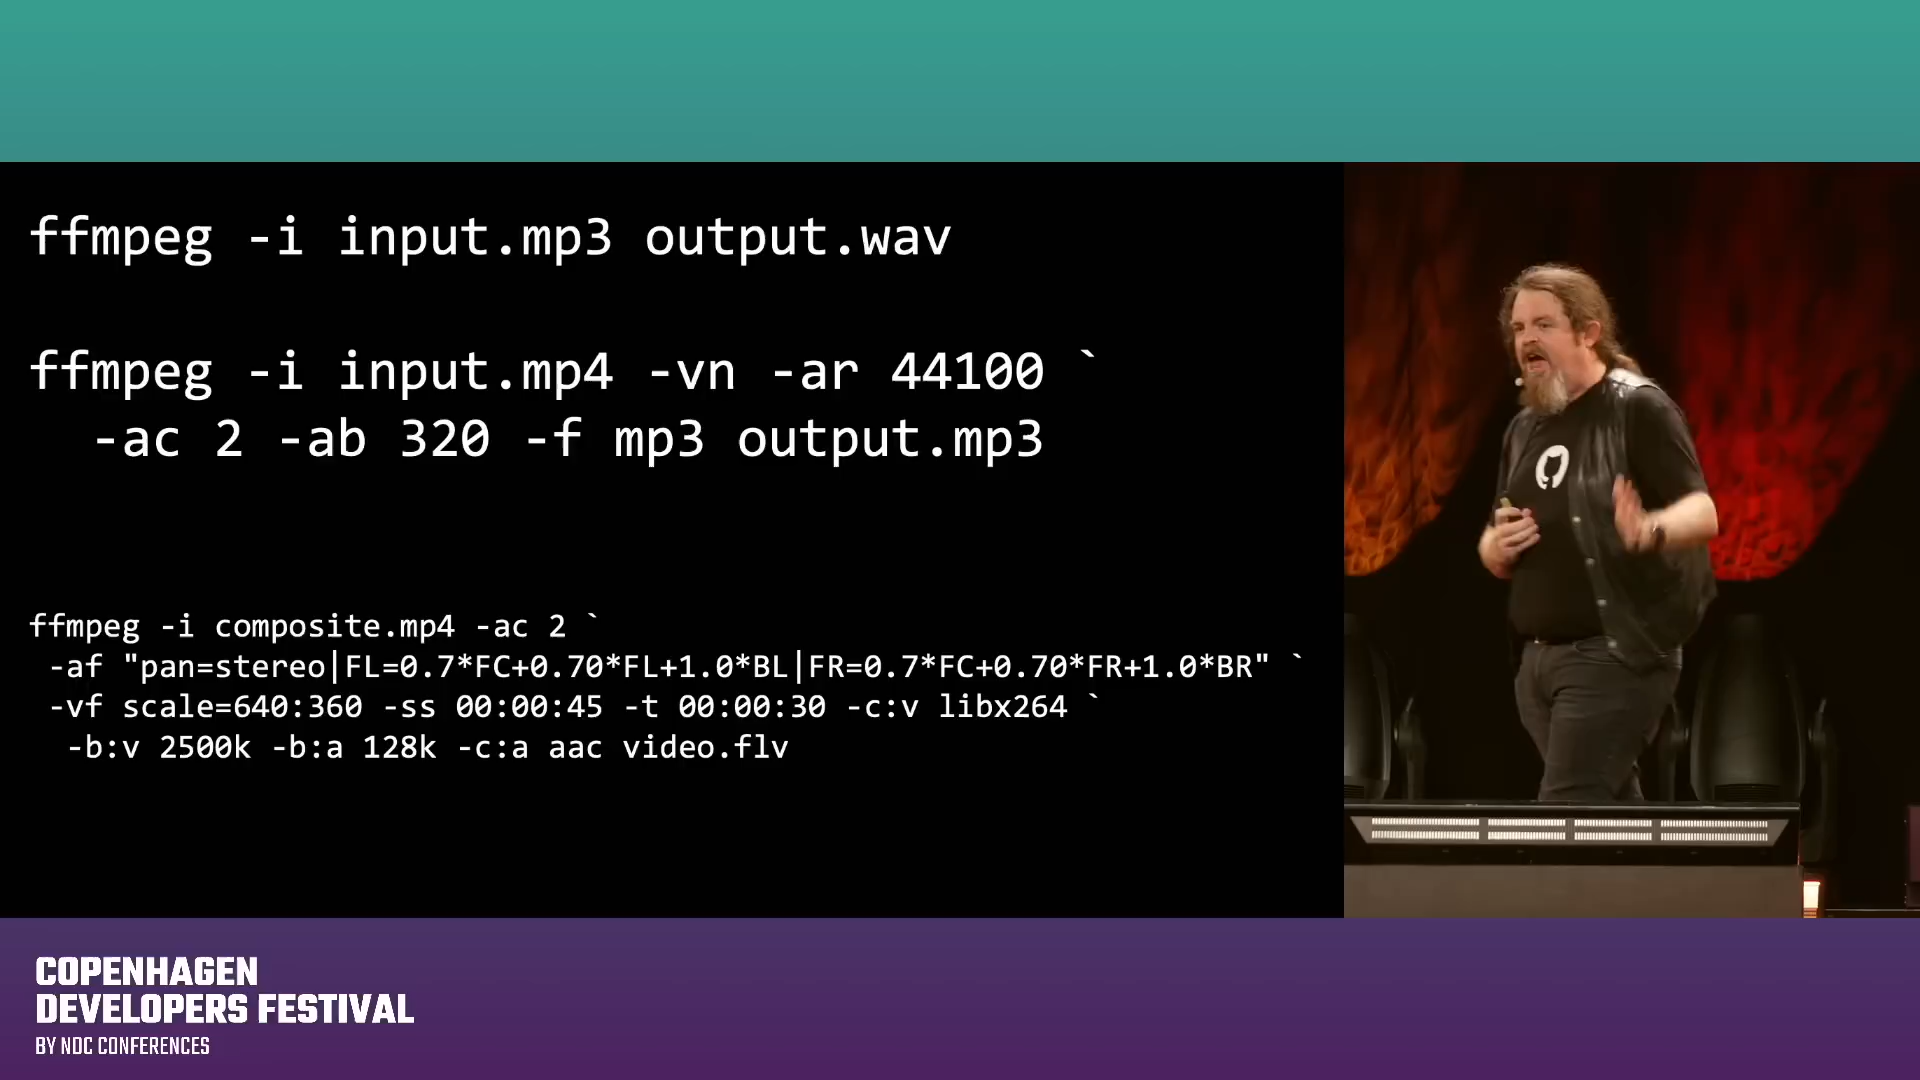 ffmpeg -i input.mp3 output.wav
ffmpeg -i input.mp4 -vn -ar 44100 `
-ac 2 -ab 320 -f mp3 output.mp3
ffmpeg -i composite.mp4 -ac 2 `
-af "pan=stereo|FL=0.7*FC+0.70*FL+1.0*BL|FR=0.7*FC+0.70*FR+1.0*BR" `
-vf scale=640:360 -ss 00:00:45 -t 00:00:30 -c:v libx264 `
-b:v 2500k -b:a 128k -c:a aac video.flv
COPENHAGEN
DEVELOPERS FESTIVAL
BY NDC CONFERENCES